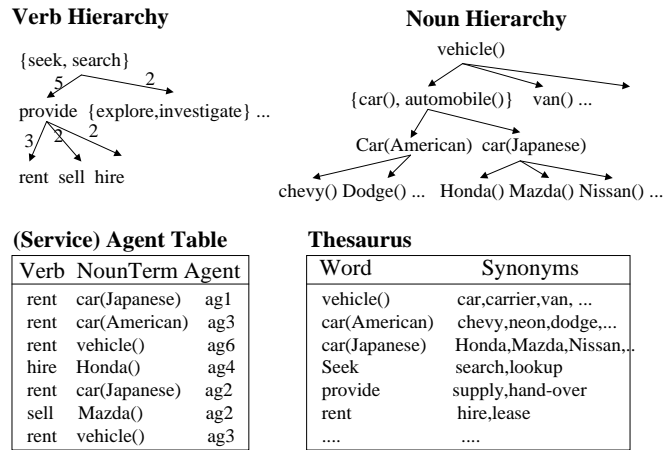 Verb Hierarchy
{seek, search}
5 2
provide {explore,investigate} ...
3 2 2
rent sell hire
Noun Hierarchy
vehicle()
{car(), automobile()} van() ...
Car(American) car(Japanese)
chevy() Dodge() ... Honda() Mazda() Nissan() ...
(Service) Agent Table
Verb NounTerm Agent
rent car(Japanese) ag1
rent car(American) ag3
rent vehicle() ag6
hire Honda() ag4
rent car(Japanese) ag2
sell Mazda() ag2
rent vehicle() ag3
Thesaurus
Word Synonyms
vehicle() car,carrier,van, ...
car(American) chevy,neon,dodge,...
car(Japanese) Honda,Mazda,Nissan,..
Seek search,lookup
provide supply,hand-over
rent hire,lease
.... ....